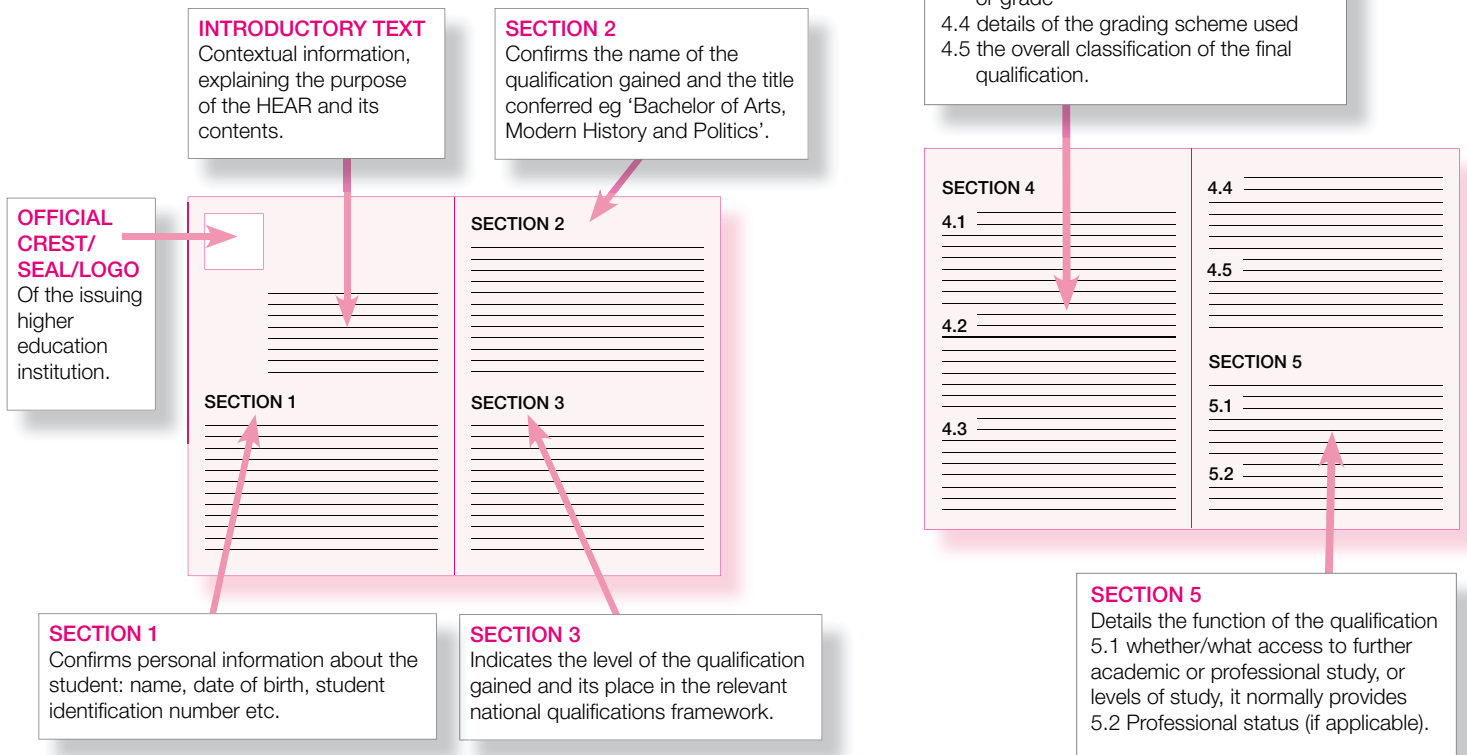 INTRODUCTORY TEXT
Contextual information,
explaining the purpose
of the HEAR and its
contents.
SECTION 2
Confirms the name of the
qualification gained and the title
conferred eg ‘Bachelor of Arts,
Modern History and Politics’.
OFFICIAL
CREST/
SEAL/LOGO
Of the issuing
higher
education
institution.
SECTION 2
SECTION 1
SECTION 3
SECTION 1
Confirms personal information about the
student: name, date of birth, student
identification number etc.
SECTION 3
Indicates the level of the qualification
gained and its place in the relevant
national qualifications framework.
or grade
4.4 details of the grading scheme used
4.5 the overall classification of the final
qualification.
SECTION 4
4.1
4.2
4.3
4.4
4.5
SECTION 5
5.1
5.2
SECTION 5
Details the function of the qualification
5.1 whether/what access to further
academic or professional study, or
levels of study, it normally provides
5.2 Professional status (if applicable).